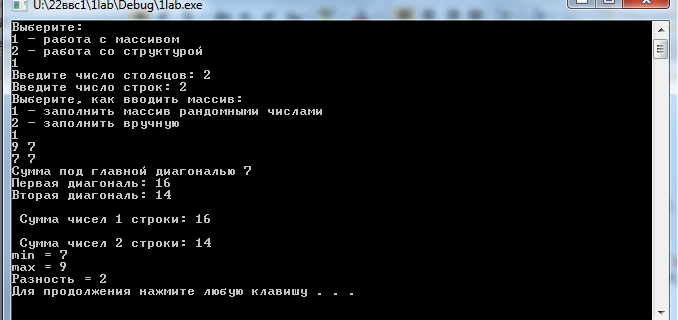 U:\22ввс1\1lab\Debug\1lab.exe
Выберите:
1 - работа с массивом
2 - работа со структурой
1
Введите число столбцов: 2
Введите число строк: 2
Выберите, как вводить массив:
1 - заполнить массив рандомными числами
2 - заполнить вручную
1
9 7
7 7
Сумма под главной диагональю 7
Первая диагональ: 16
Вторая диагональ: 14
Сумма чисел 1 строки: 16
Сумма чисел 2 строки: 14
min = 7
max = 9
Разность = 2
Для продолжения нажмите любую клавишу . . .